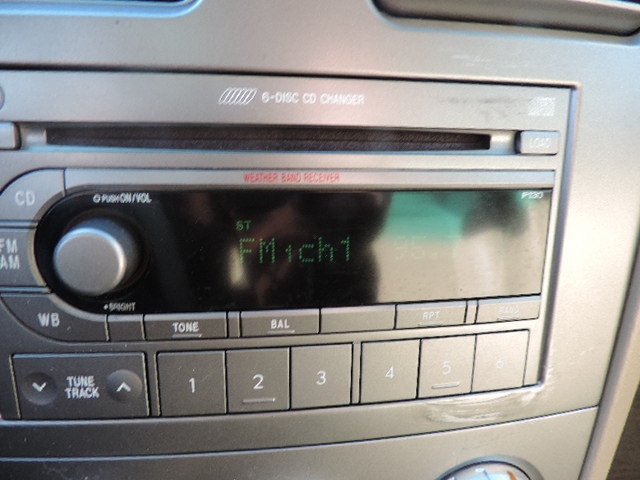 6-DISC CD CHANGER
LOAD
WEATHER BAND RECEIVER
CD
PUSH ON/VOL
P130
ST
FM1ch1
FM
AM
BRIGHT
WB
TONE
BAL
RPT
TUNE
TRACK
1
2
3
4
5
6